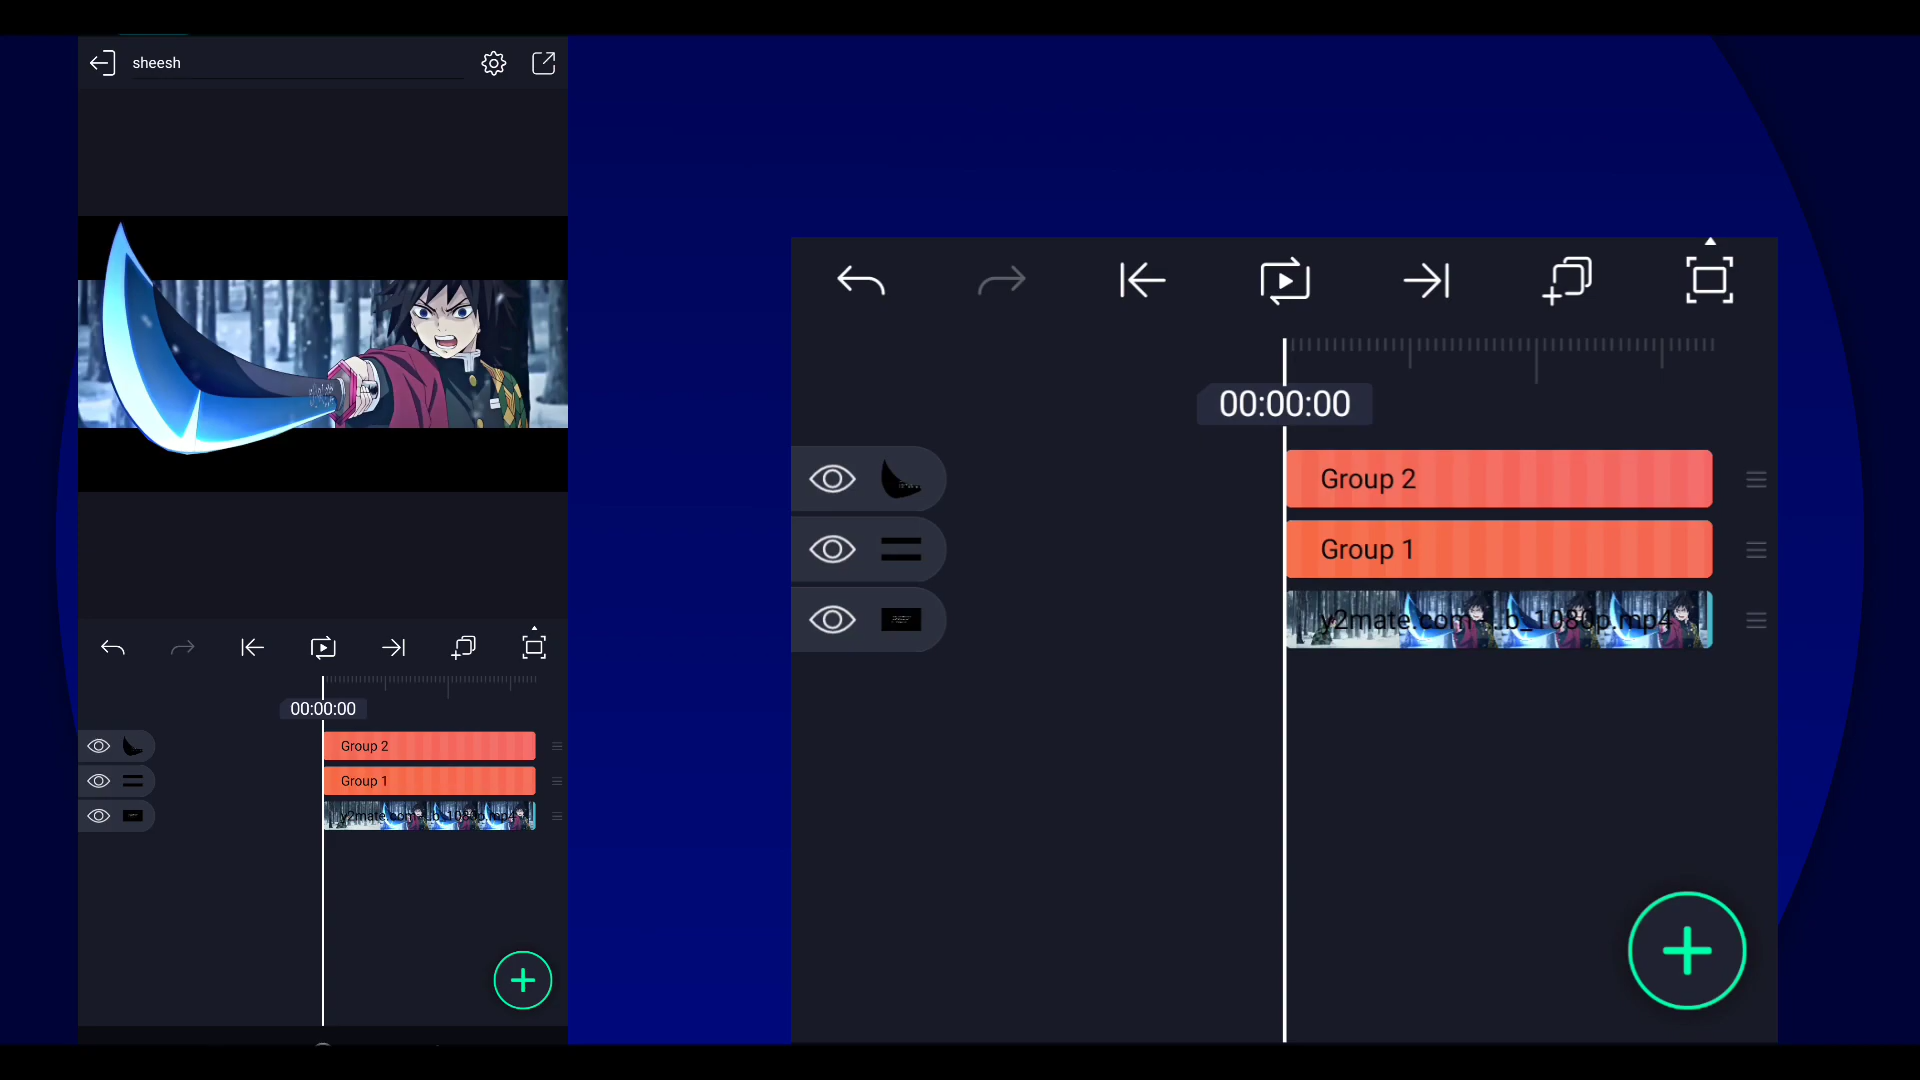 sheesh
00:00:00
Group 2
Group 1
y2mate.com - ..b_1080p.mp4
00:00:00
Group 2
Group 1
y2mate.com - ..b_1080p.mp4